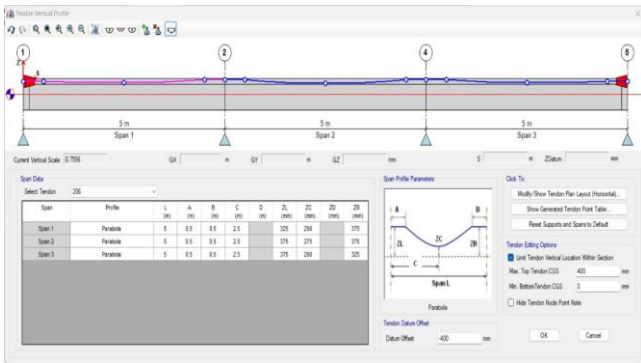 Tendon Vertical Profile
1 2 4 5
Z
S
5 m 5 m 5 m
Span 1 Span 2 Span 3
Current Vertical Scale 0.7556 GX m GY m GZ mm S m ZDatum mm
Span Data
Select Tendon 206
Span Profile L A B C D ZL ZC ZD ZR
(m) (m) (m) (m) (m) (mm) (mm) (mm) (mm)
Span 1 Parabola 5 0.5 0.5 2.5 325 290 375
Span 2 Parabola 5 0.5 0.5 2.5 375 275 375
Span 3 Parabola 5 0.5 0.5 2.5 375 290 325
Span Profile Parameters
A B
ZL ZC ZR
C
Span L
Parabola
Tendon Datum Offset
Datum Offset -400 mm
Click To:
Modify/Show Tendon Plan Layout (Horizontal)...
Show Generated Tendon Point Table...
Reset Supports and Spans to Default
Tendon Editing Options
Limit Tendon Vertical Location Within Section
Max. Top Tendon CGS 400 mm
Min. BottomTendon CGS 0 mm
Hide Tendon Node Point Note
OK Cancel